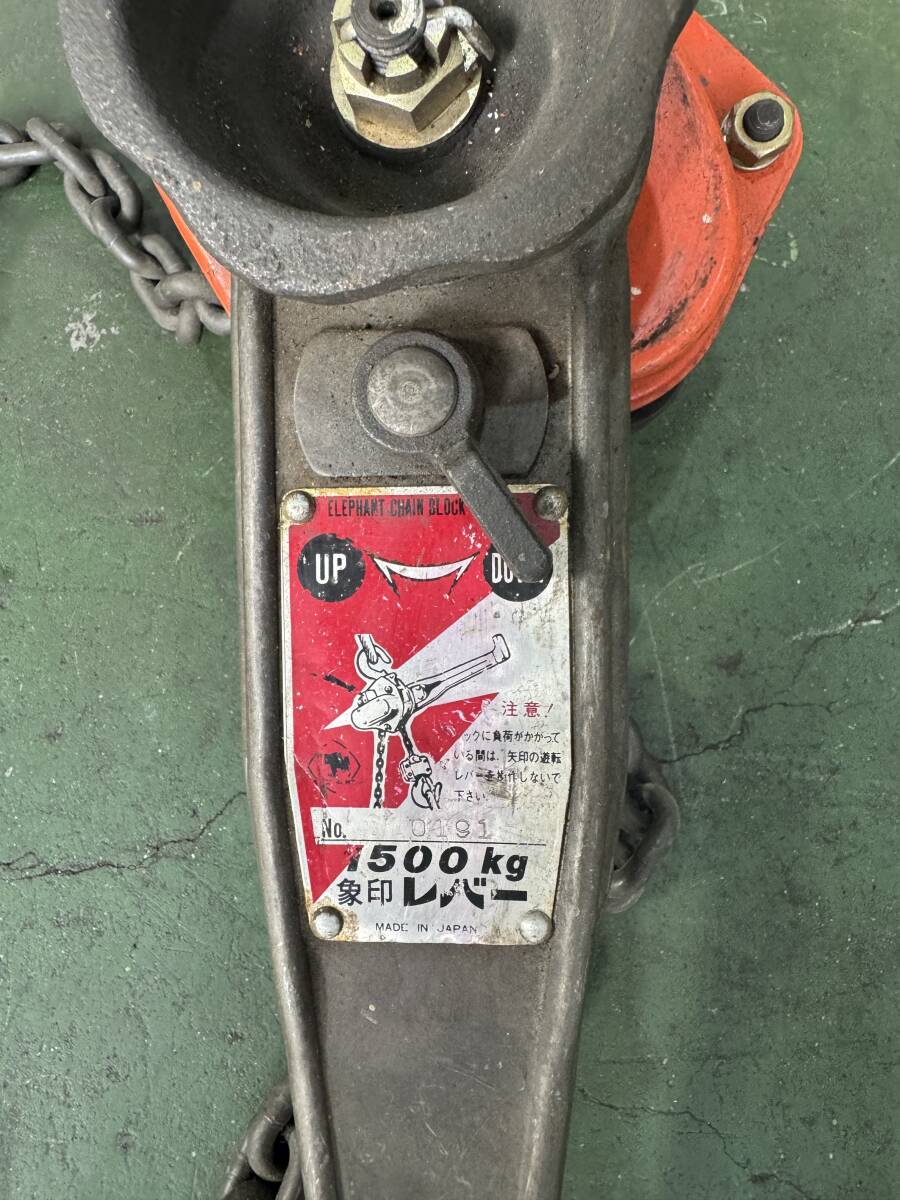 ELEPHANT CHAIN BLOCK
UP
注意!
ックに負荷がかかって
いる間は、矢印の遊転
レバーを操作しないで
下さい.
No. 0191
1500 kg
象印 レバー
MADE IN JAPAN